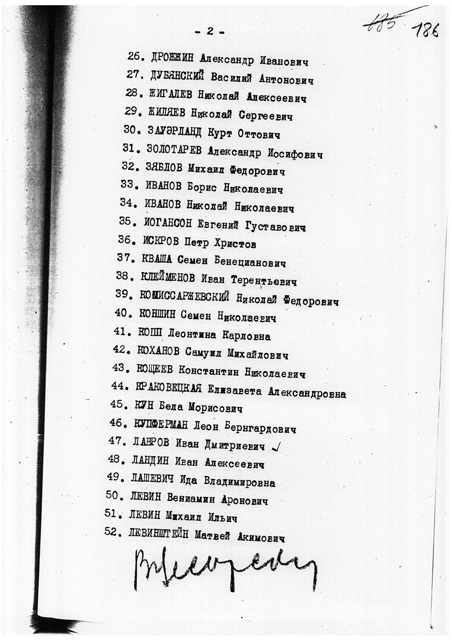 - 2 -
185 186
26. ДРОБЯЗИН Александр Иванович
27. ДУБЯНСКИЙ Василий Антонович
28. ЖИГАЛЕВ Николай Алексеевич
29. ЖИЛЯЕВ Николай Сергеевич
30. ЗАУЭРЛАНД Курт Оттович
31. ЗОЛОТАРЕВ Александр Иосифович
32. ЗЯБЛОВ Михаил Федорович
33. ИВАНОВ Борис Николаевич
34. ИВАНОВ Николай Николаевич
35. ИОГАНСОН Евгений Густавович
36. ИСКРОВ Петр Христов
37. КВАША Семен Бенецианович
38. КЛЕЙМЕНОВ Иван Терентьевич
39. КОМИССАРЖЕВСКИЙ Николай Федорович
40. КОНШИН Семен Николаевич
41. КОПП Леонтина Карловна
42. КОХАНОВ Самуил Михайлович
43. КОЩЕЕВ Константин Николаевич
44. КРАКОВЕЦКАЯ Елизавета Александровна
45. КУН Бела Морисович
46. КУПФЕРМАН Леон Бернгардович
47. ЛАВРОВ Иван Дмитриевич
48. ЛАНДИН Иван Алексеевич
49. ЛАШЕВИЧ Ида Владимировна
50. ЛЕВИН Вениамин Аронович
51. ЛЕВИН Михаил Ильич
52. ЛЕВИНШТЕЙН Матвей Акимович